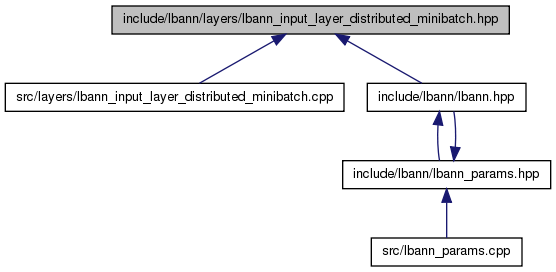 include/lbann/layers/lbann_input_layer_distributed_minibatch.hpp
src/layers/lbann_input_layer_distributed_minibatch.cpp
include/lbann/lbann.hpp
include/lbann/lbann_params.hpp
src/lbann_params.cpp